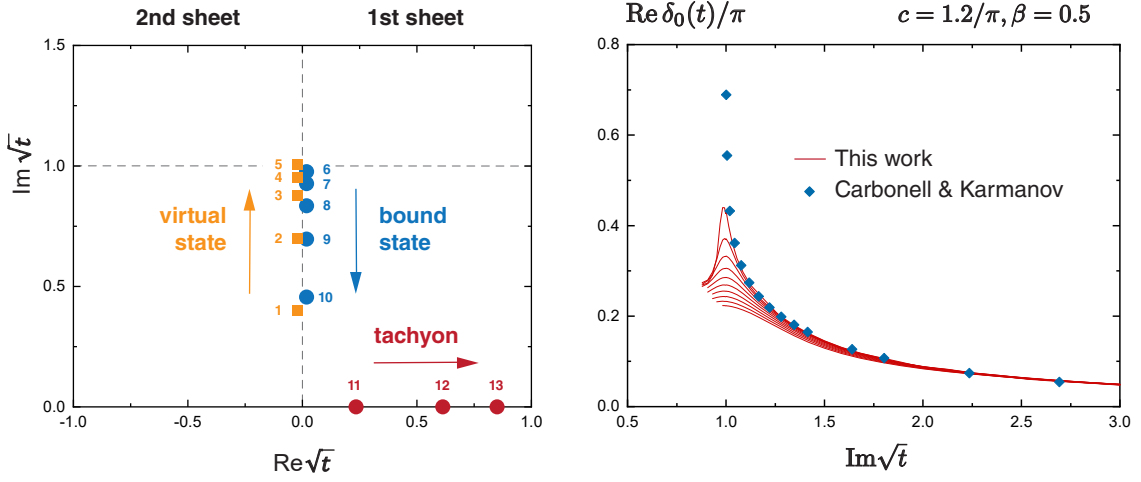 2nd sheet 1st sheet
1.5
1.0
0.5
0.0
Im √t
-1.0 -0.5 0.0 0.5 1.0
Re √t
5
4
3
2
1
6
7
8
9
10
virtual
state
bound
state
tachyon
11 12 13
Re δ₀(t)/π c = 1.2/π, β = 0.5
0.8
0.6
0.4
0.2
0.0
This work
Carbonell & Karmanov
0.5 1.0 1.5 2.0 2.5 3.0
Im √t